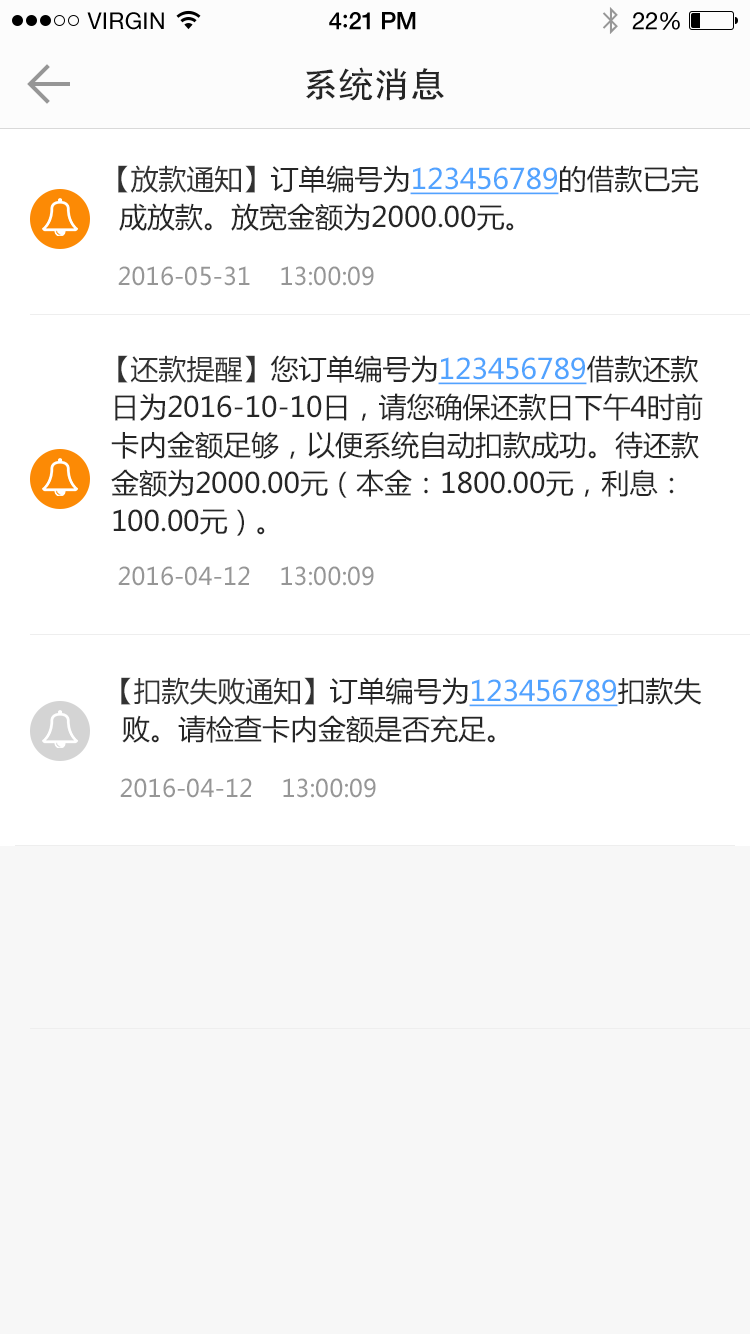 VIRGIN 4:21 PM 22%
系统消息
【放款通知】订单编号为123456789的借款已完
成放款。放宽金额为2000.00元。
2016-05-31 13:00:09
【还款提醒】您订单编号为123456789借款还款
日为2016-10-10日，请您确保还款日下午4时前
卡内金额足够，以便系统自动扣款成功。待还款
金额为2000.00元（本金：1800.00元，利息：
100.00元）。
2016-04-12 13:00:09
【扣款失败通知】订单编号为123456789扣款失
败。请检查卡内金额是否充足。
2016-04-12 13:00:09